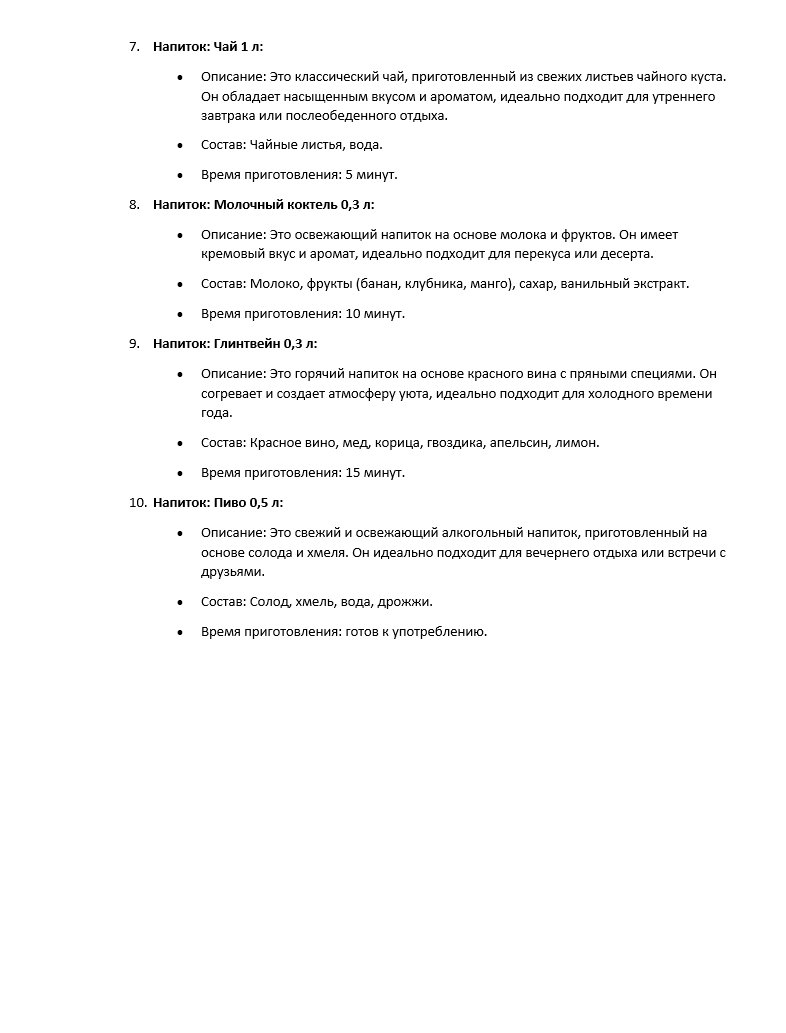 7. Напиток: Чай 1 л:
• Описание: Это классический чай, приготовленный из свежих листьев чайного куста.
Он обладает насыщенным вкусом и ароматом, идеально подходит для утреннего
завтрака или послеобеденного отдыха.
• Состав: Чайные листья, вода.
• Время приготовления: 5 минут.
8. Напиток: Молочный коктель 0,3 л:
• Описание: Это освежающий напиток на основе молока и фруктов. Он имеет
кремовый вкус и аромат, идеально подходит для перекуса или десерта.
• Состав: Молоко, фрукты (банан, клубника, манго), сахар, ванильный экстракт.
• Время приготовления: 10 минут.
9. Напиток: Глинтвейн 0,3 л:
• Описание: Это горячий напиток на основе красного вина с пряными специями. Он
согревает и создает атмосферу уюта, идеально подходит для холодного времени
года.
• Состав: Красное вино, мед, корица, гвоздика, апельсин, лимон.
• Время приготовления: 15 минут.
10. Напиток: Пиво 0,5 л:
• Описание: Это свежий и освежающий алкогольный напиток, приготовленный на
основе солода и хмеля. Он идеально подходит для вечернего отдыха или встречи с
друзьями.
• Состав: Солод, хмель, вода, дрожжи.
• Время приготовления: готов к употреблению.